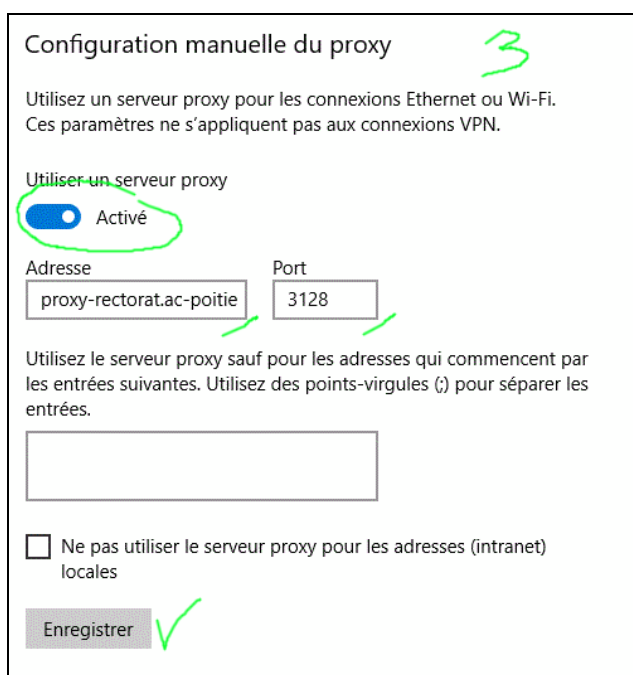 Configuration manuelle du proxy
3
Utilisez un serveur proxy pour les connexions Ethernet ou Wi-Fi.
Ces paramètres ne s'appliquent pas aux connexions VPN.
Utiliser un serveur proxy
Activé
Adresse Port
proxy-rectorat.ac-poitie 3128
Utilisez le serveur proxy sauf pour les adresses qui commencent par
les entrées suivantes. Utilisez des points-virgules (;) pour séparer les
entrées.
Ne pas utiliser le serveur proxy pour les adresses (intranet)
locales
Enregistrer